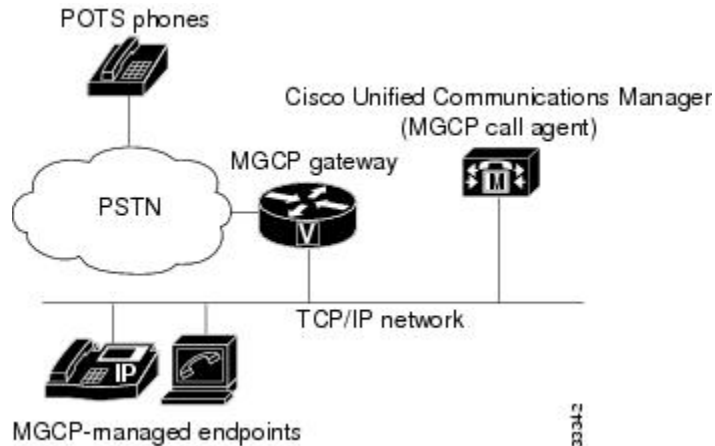 POTS phones
Cisco Unified Communications Manager
(MGCP call agent)
MGCP gateway
M
PSTN
V
TCP/IP network
IP
MGCP-managed endpoints
33342